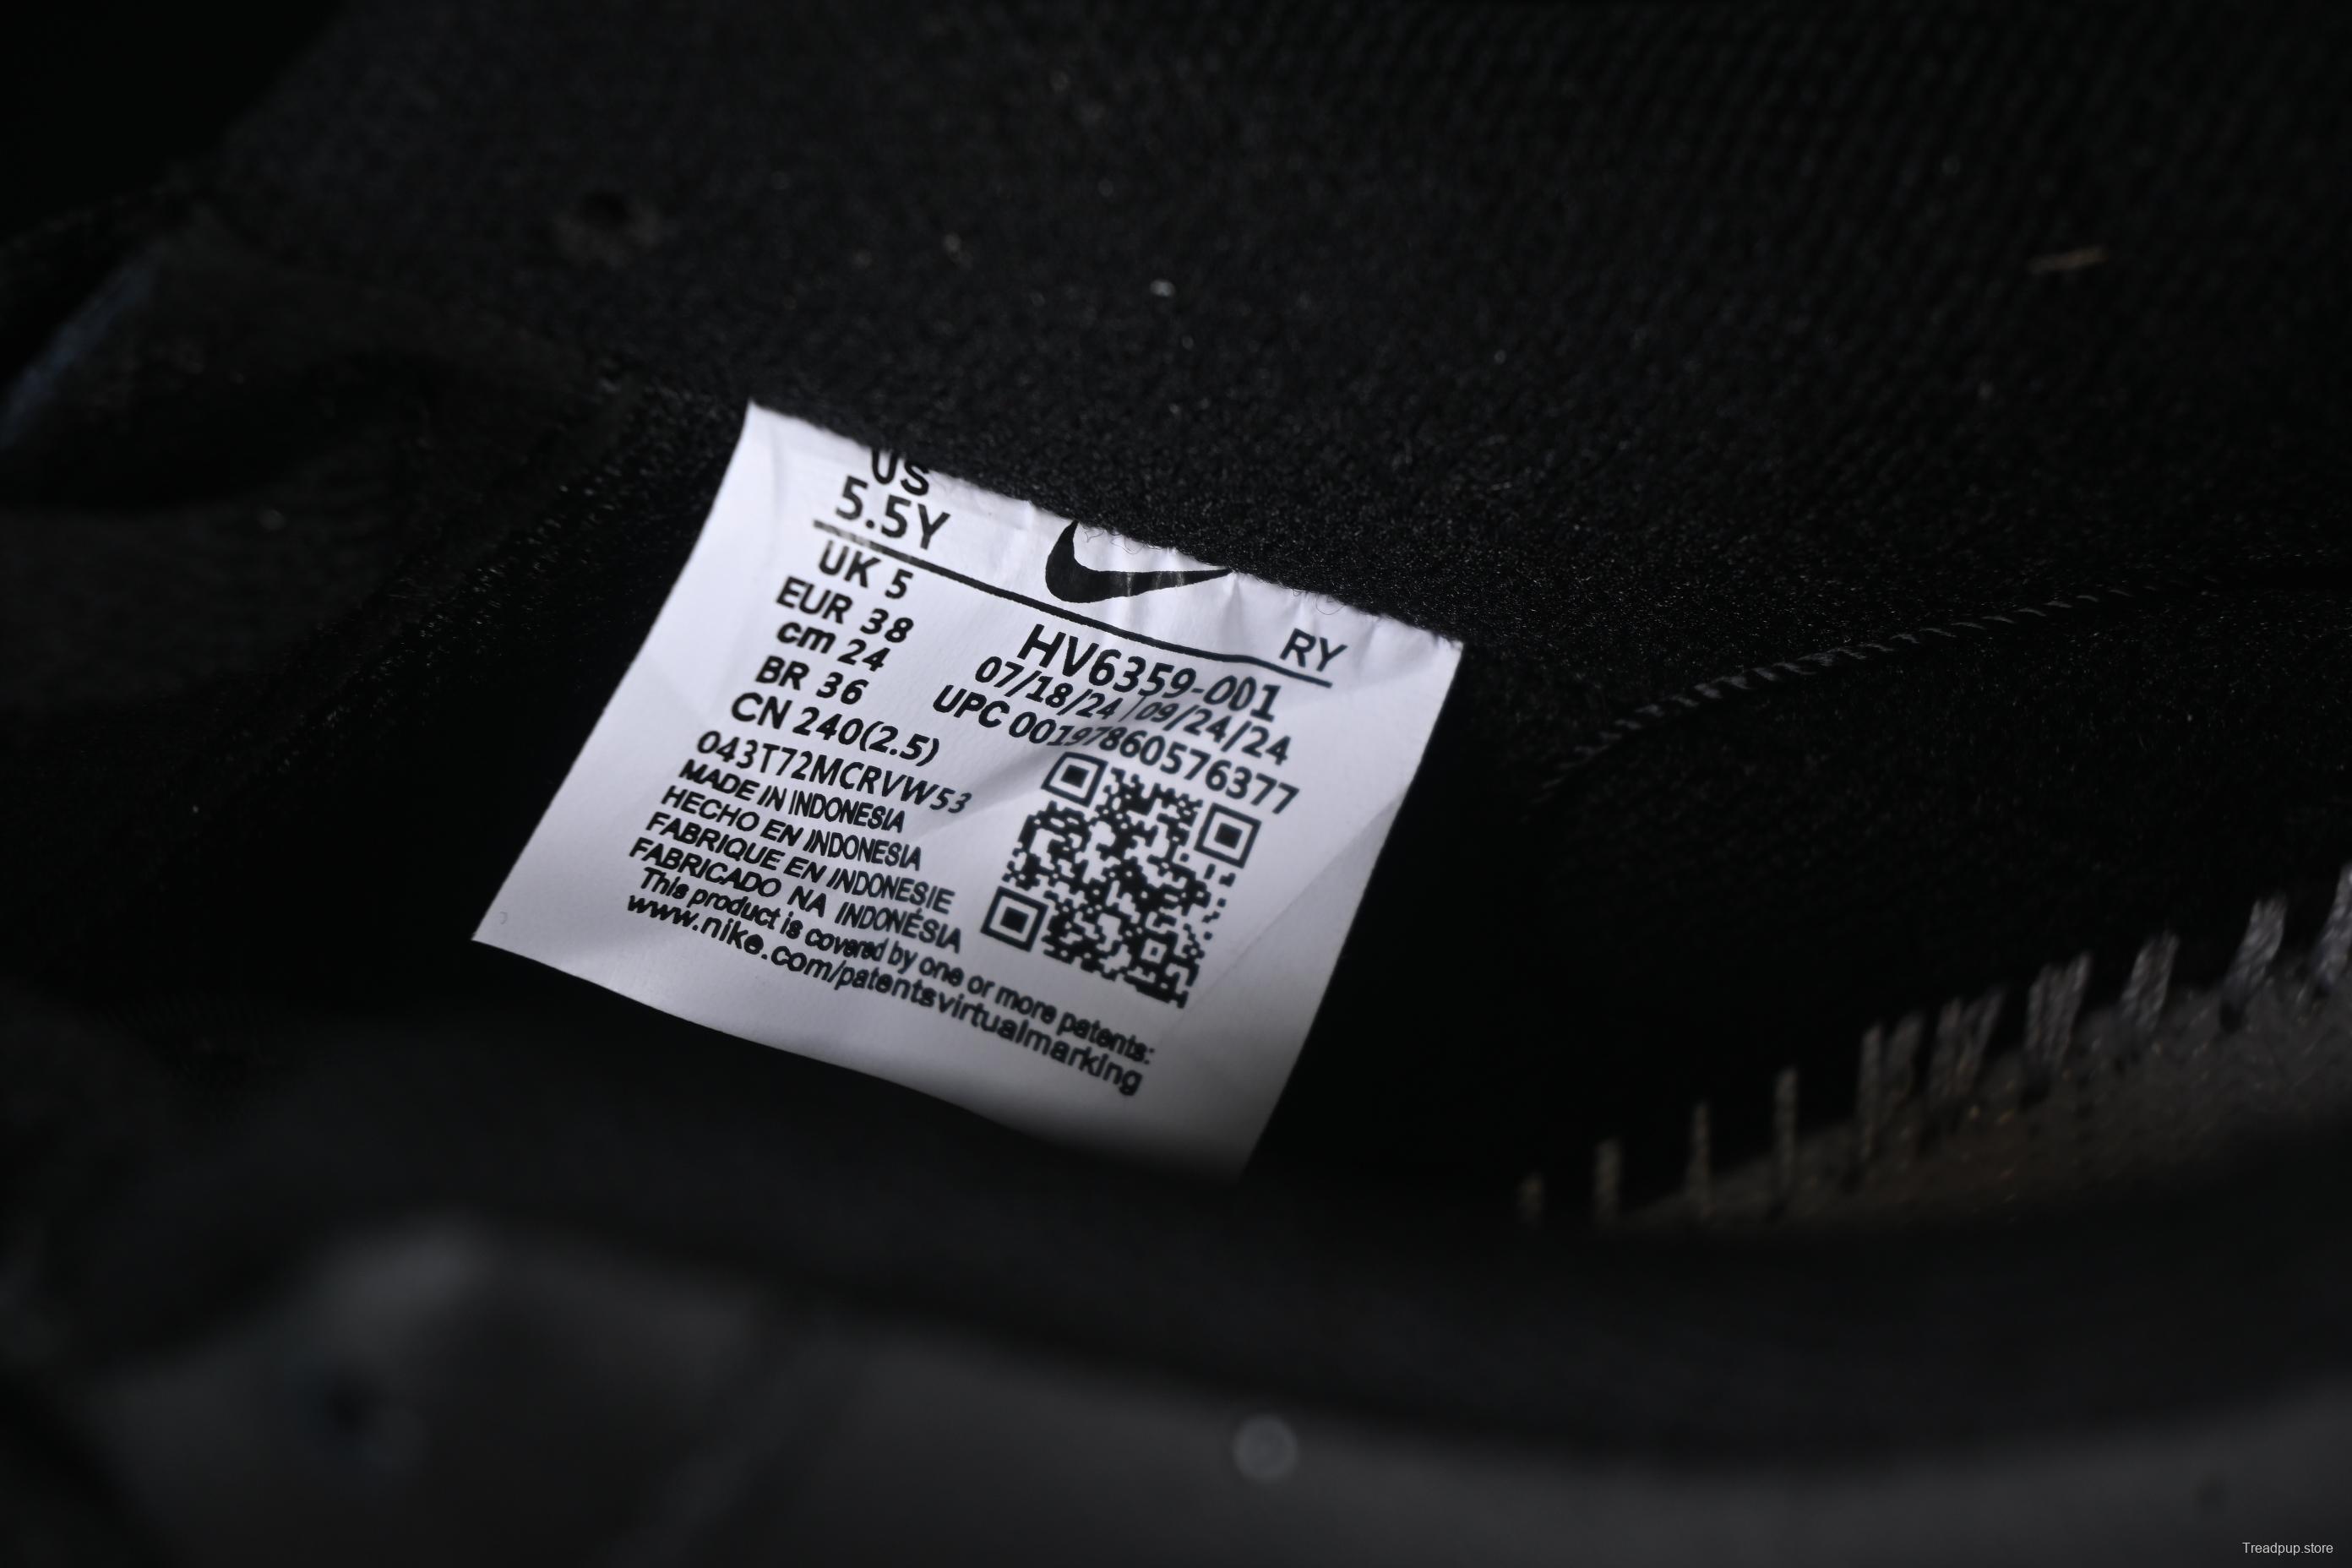 US
5.5Y
RY
UK 5
EUR 38
cm 24
BR 36
CN 240(2.5)
HV6359-001
07/18/24 09/24/24
UPC 00197860576377
043T72MCRVW53
MADE IN INDONESIA
HECHO EN INDONESIA
FABRIQUE EN INDONESIE
FABRICADO NA INDONÉSIA
This product is covered by one or more patents:
www.nike.com/patentsvirtualmarking
Treadpup.store